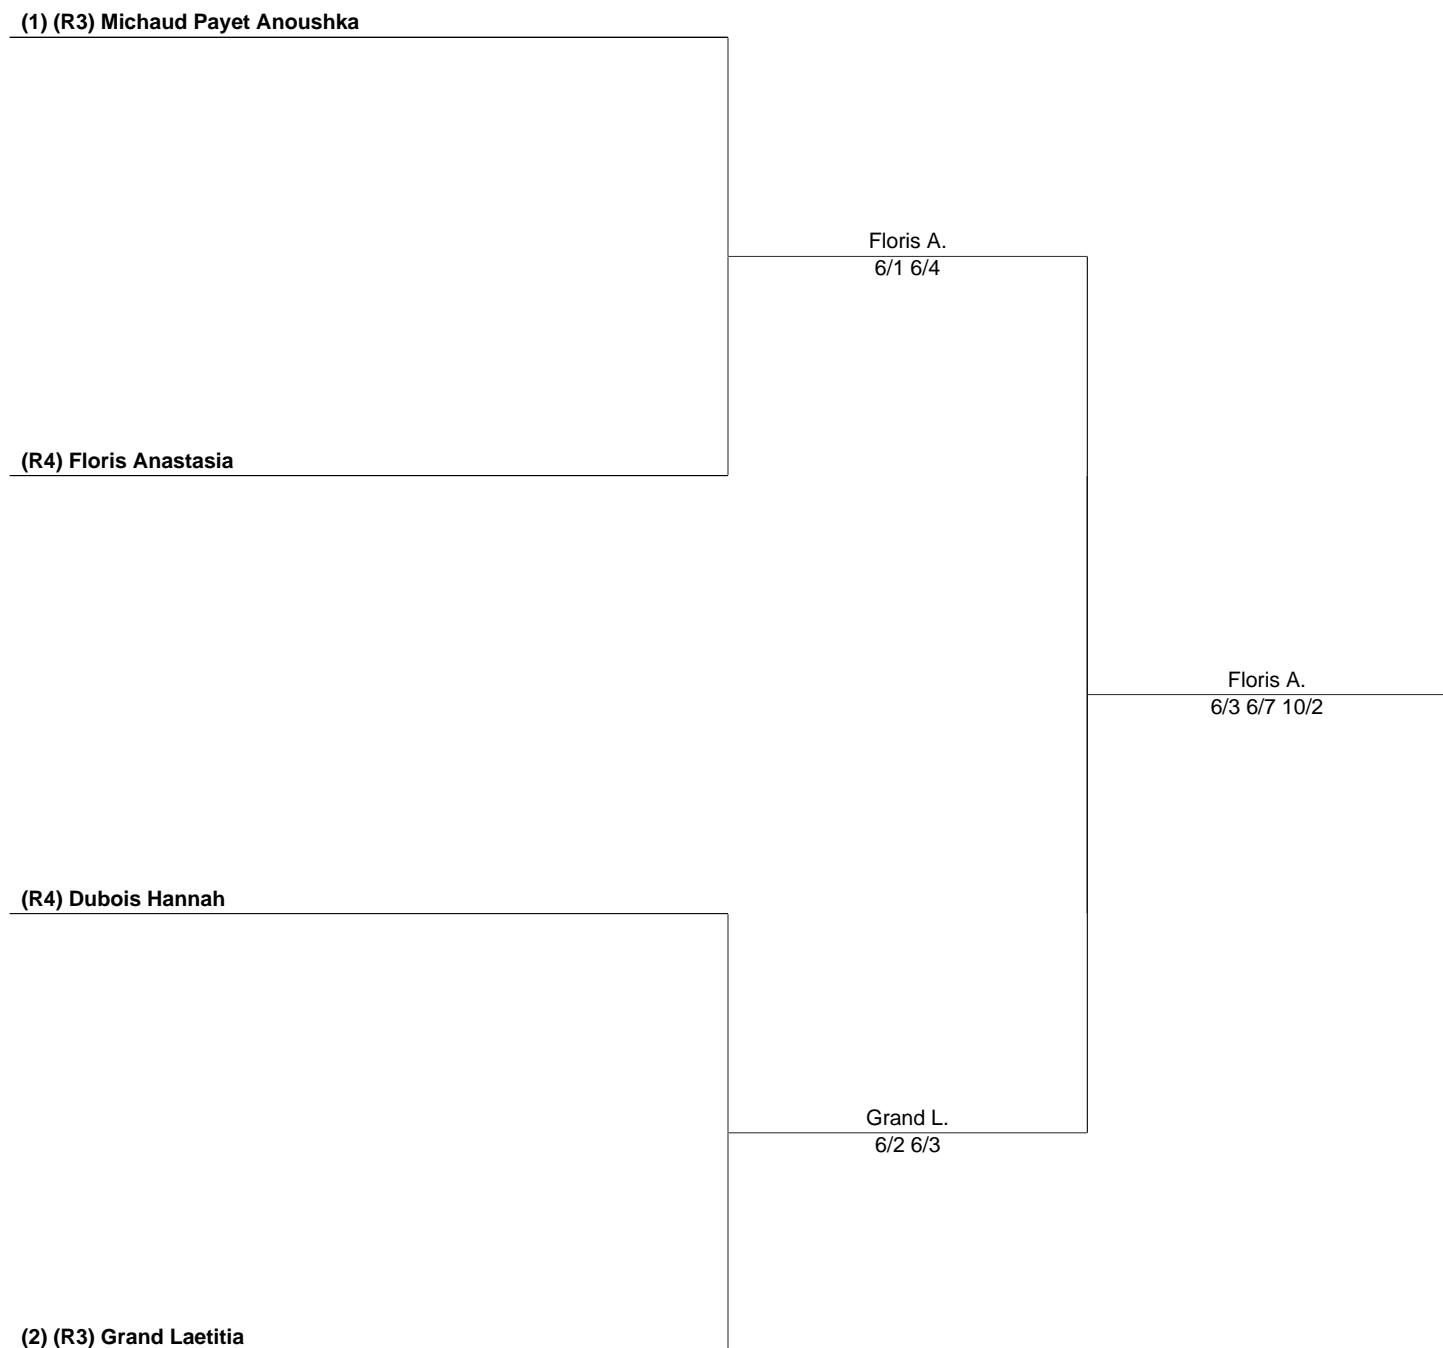 (1) (R3) Michaud Payet Anoushka
Floris A.
6/1 6/4
(R4) Floris Anastasia
Floris A.
6/3 6/7 10/2
(R4) Dubois Hannah
Grand L.
6/2 6/3
(2) (R3) Grand Laetitia